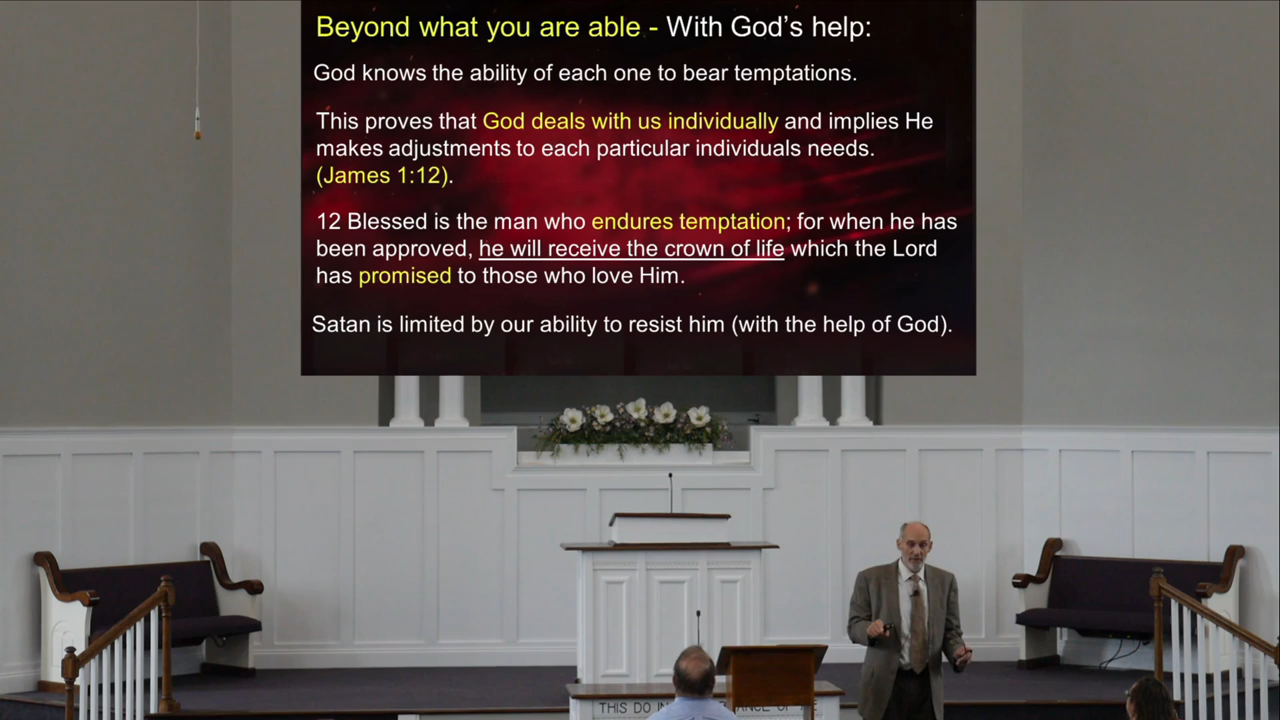 Beyond what you are able - With God's help:
God knows the ability of each one to bear temptations.
This proves that God deals with us individually and implies He
makes adjustments to each particular individuals needs.
(James 1:12).
12 Blessed is the man who endures temptation; for when he has
been approved, he will receive the crown of life which the Lord
has promised to those who love Him.
Satan is limited by our ability to resist him (with the help of God).
THIS DO IN